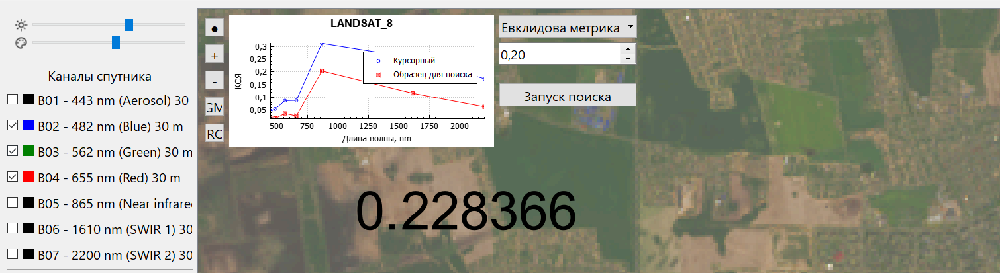 Каналы спутника
B01 - 443 nm (Aerosol) 30
B02 - 482 nm (Blue) 30 m
B03 - 562 nm (Green) 30 m
B04 - 655 nm (Red) 30 m
B05 - 865 nm (Near infrared
B06 - 1610 nm (SWIR 1) 30
B07 - 2200 nm (SWIR 2) 30
+
-
GM
RC
LANDSAT_8
КСЯ
0,3
0,25
0,2
0,15
0,1
0,05
Курсорный
Образец для поиска
500 750 1000 1250 1500 1750 2000
Длина волны, nm
Евклидова метрика
0,20
Запуск поиска
0.228366